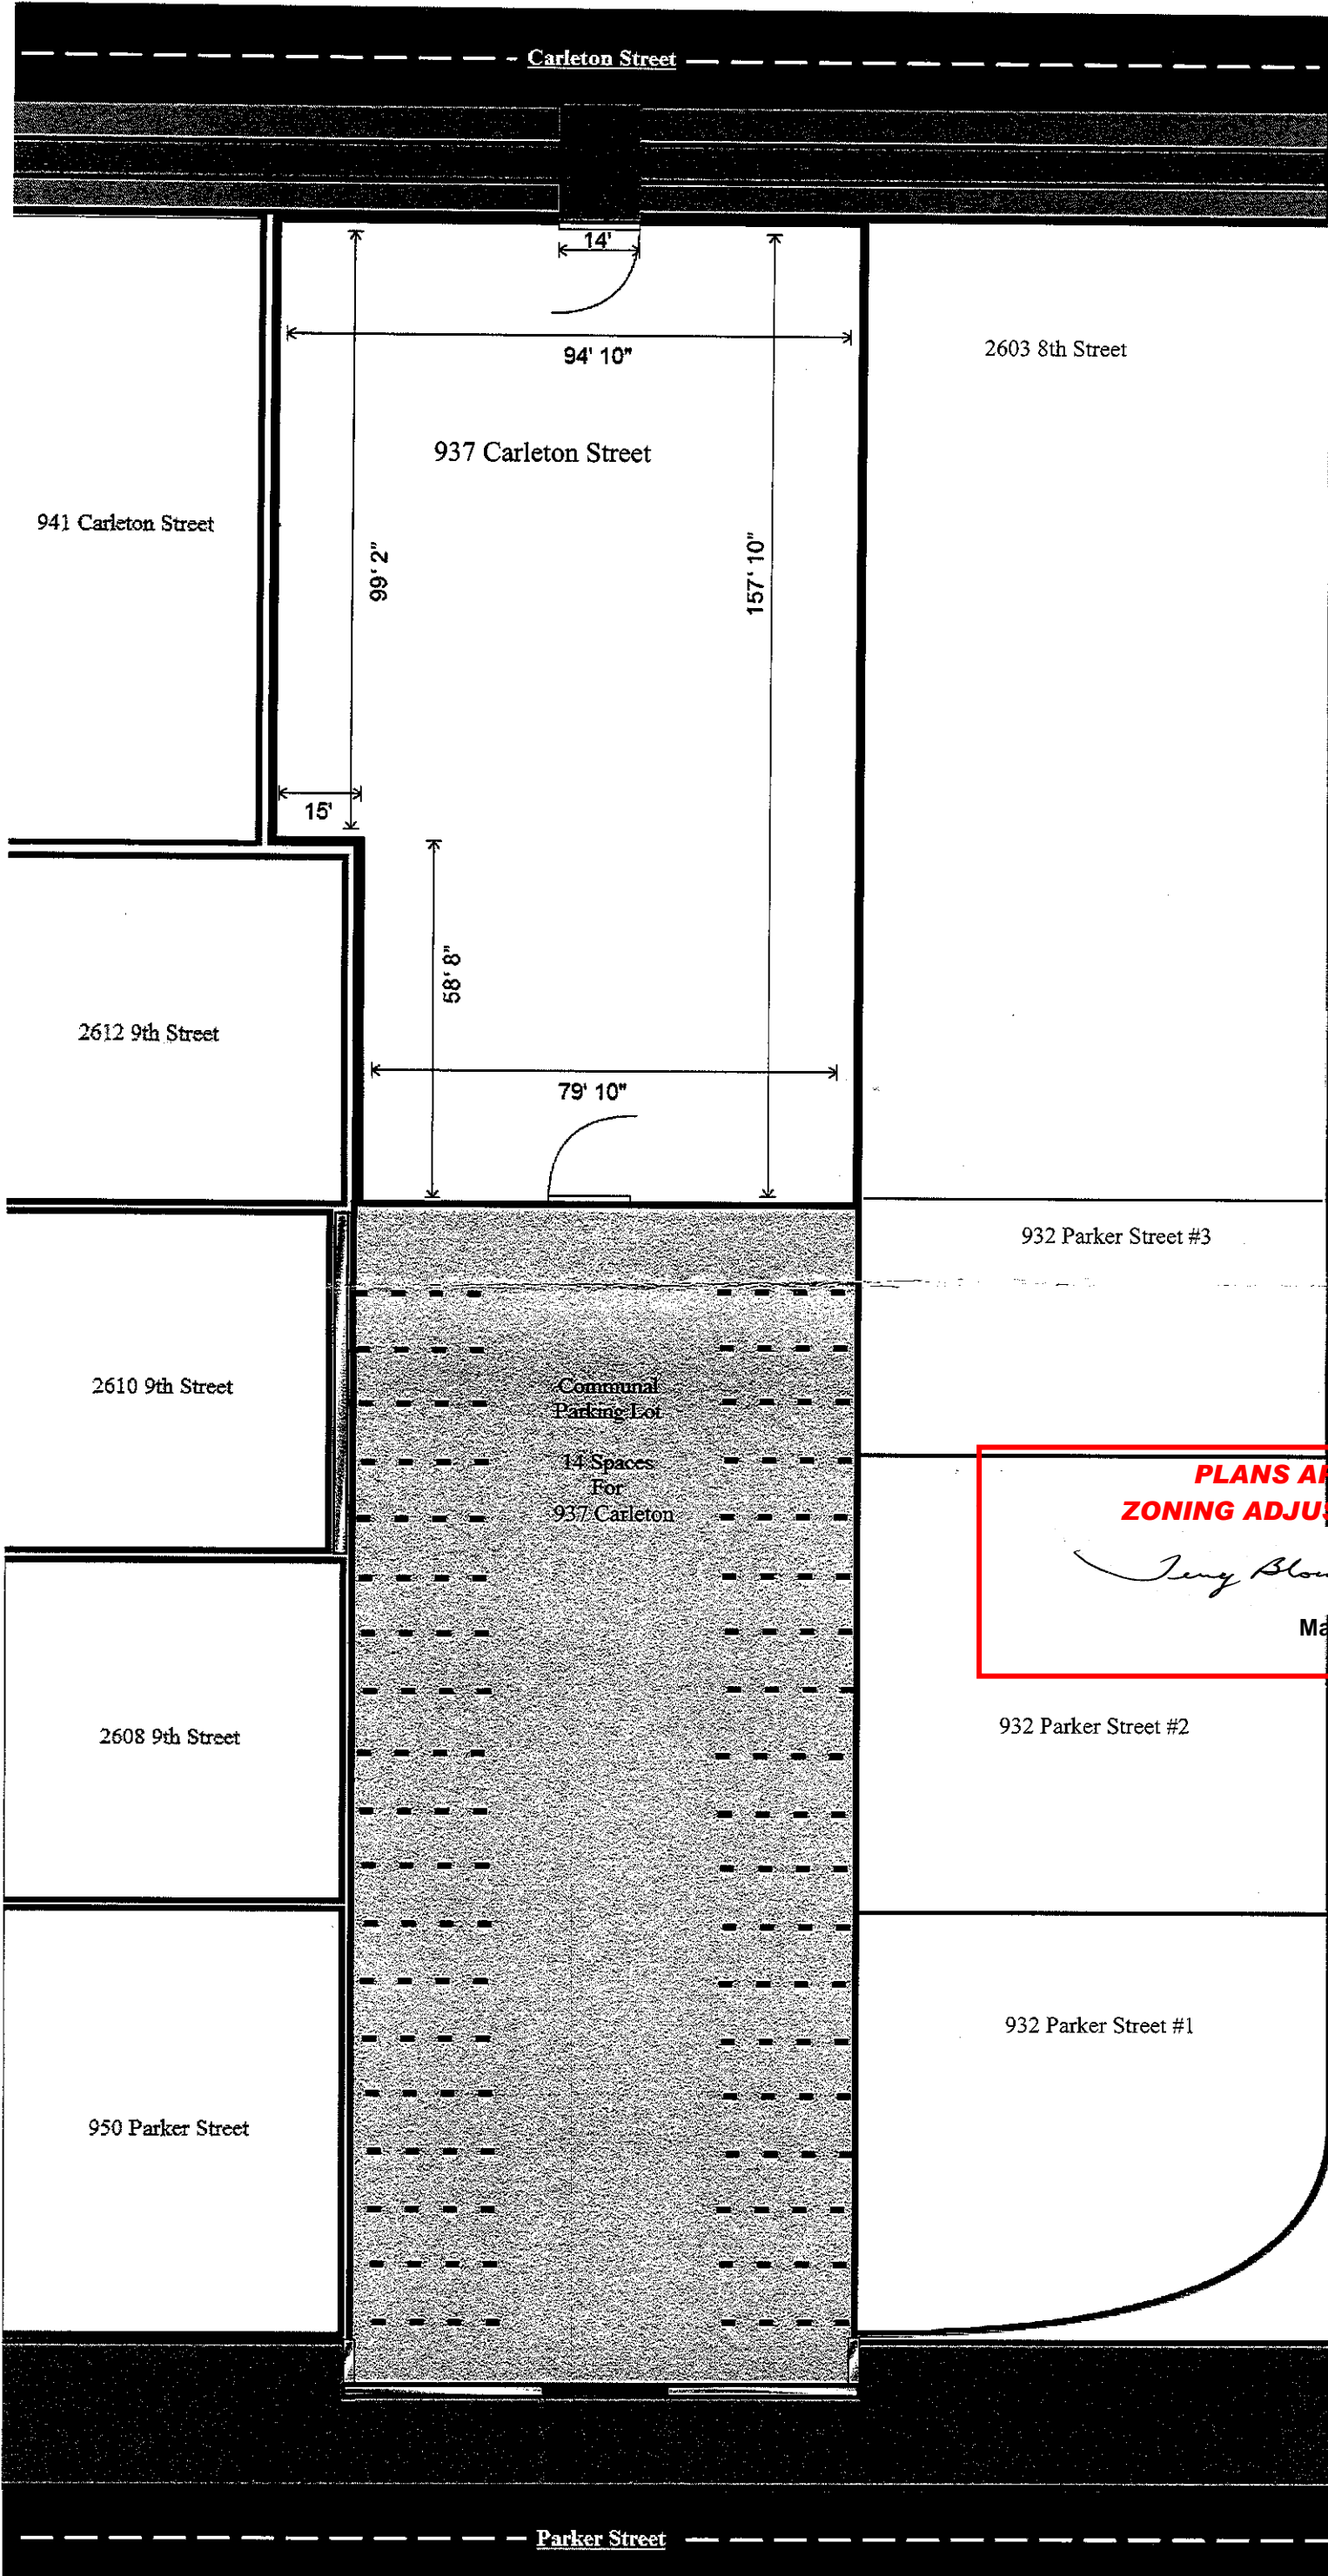 Carleton Street
14'
94' 10"
2603 8th Street
937 Carleton Street
941 Carleton Street
99' 2"
157' 10"
15'
58' 8"
2612 9th Street
79' 10"
932 Parker Street #3
2610 9th Street
Communal
Parking Lot
14 Spaces
For
937 Carleton
PLANS
ZONING
932 Parker Street #2
2608 9th Street
932 Parker Street #1
950 Parker Street
Parker Street